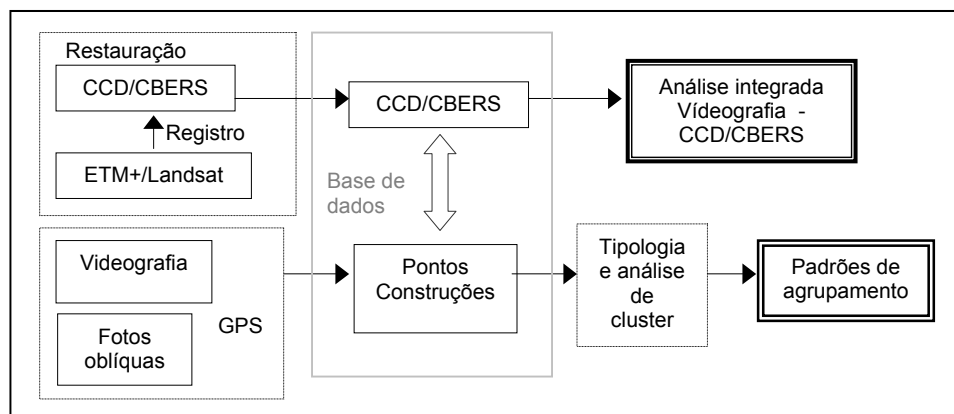 Restauração
CCD/CBERS
Registro
ETM+/Landsat
CCD/CBERS
Base de
dados
Análise integrada
Vídeografia -
CCD/CBERS
Videografia
Fotos
oblíquas
GPS
Pontos
Construções
Tipologia
e análise
de
cluster
Padrões de
agrupamento